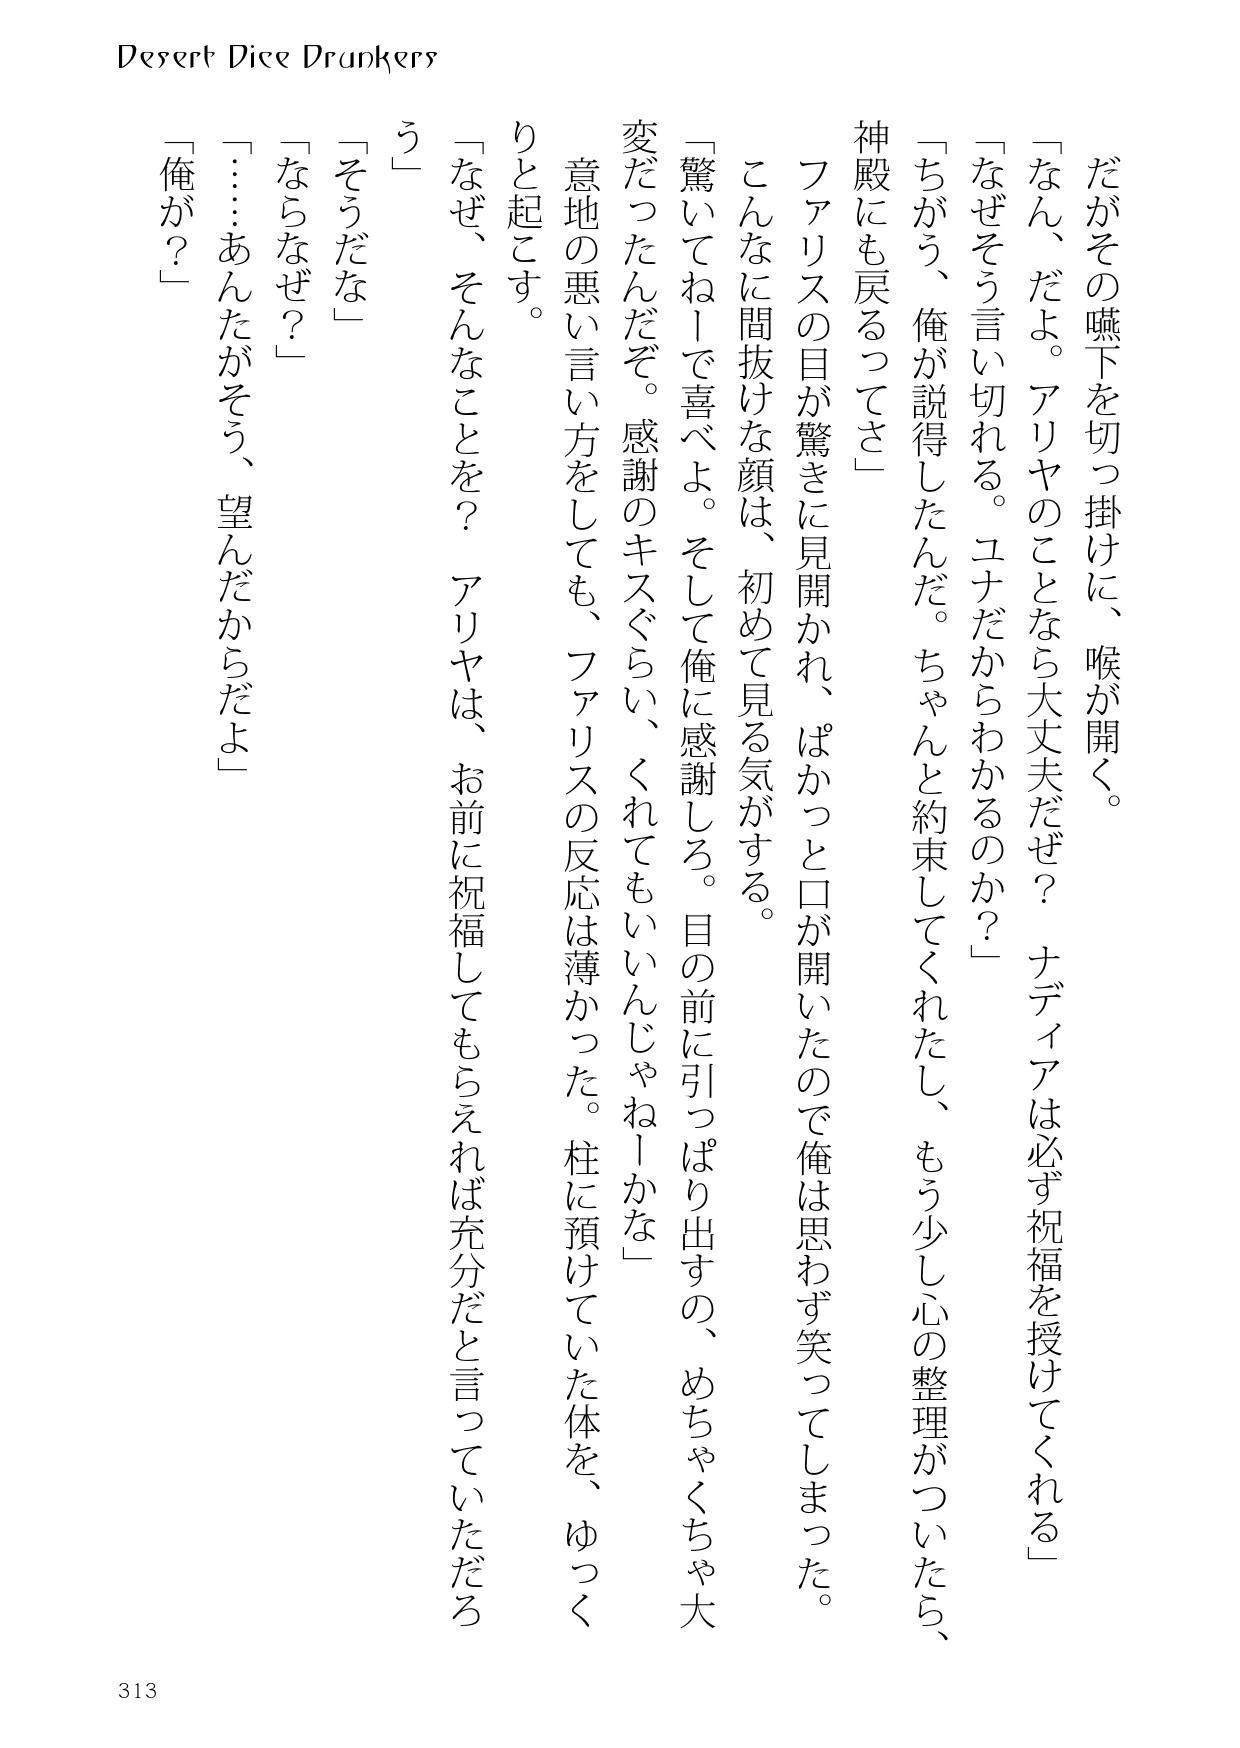 Desert Dice Drunkers
だがその嚥下を切っ掛けに、喉が開く。
「なん、だよ。アリヤのことなら大丈夫だぜ？　ナディアは必ず祝福を授けてくれる」
「なぜそう言い切れる。ユナだからわかるのか？」
「ちがう、俺が説得したんだ。ちゃんと約束してくれたし、もう少し心の整理がついたら、
神殿にも戻るってさ」
ファリスの目が驚きに見開かれ、ぱかっと口が開いたので俺は思わず笑ってしまった。
こんなに間抜けな顔は、初めて見る気がする。
「驚いてねーで喜べよ。そして俺に感謝しろ。目の前に引っぱり出すの、めちゃくちゃ大
変だったんだぞ。感謝のキスぐらい、くれてもいいんじゃねーかな」
意地の悪い言い方をしても、ファリスの反応は薄かった。柱に預けていた体を、ゆっく
りと起こす。
「なぜ、そんなことを？　アリヤは、お前に祝福してもらえれば充分だと言っていただろ
う」
「そうだな」
「ならなぜ？」
「……あんたがそう、望んだからだよ」
「俺が？」
313